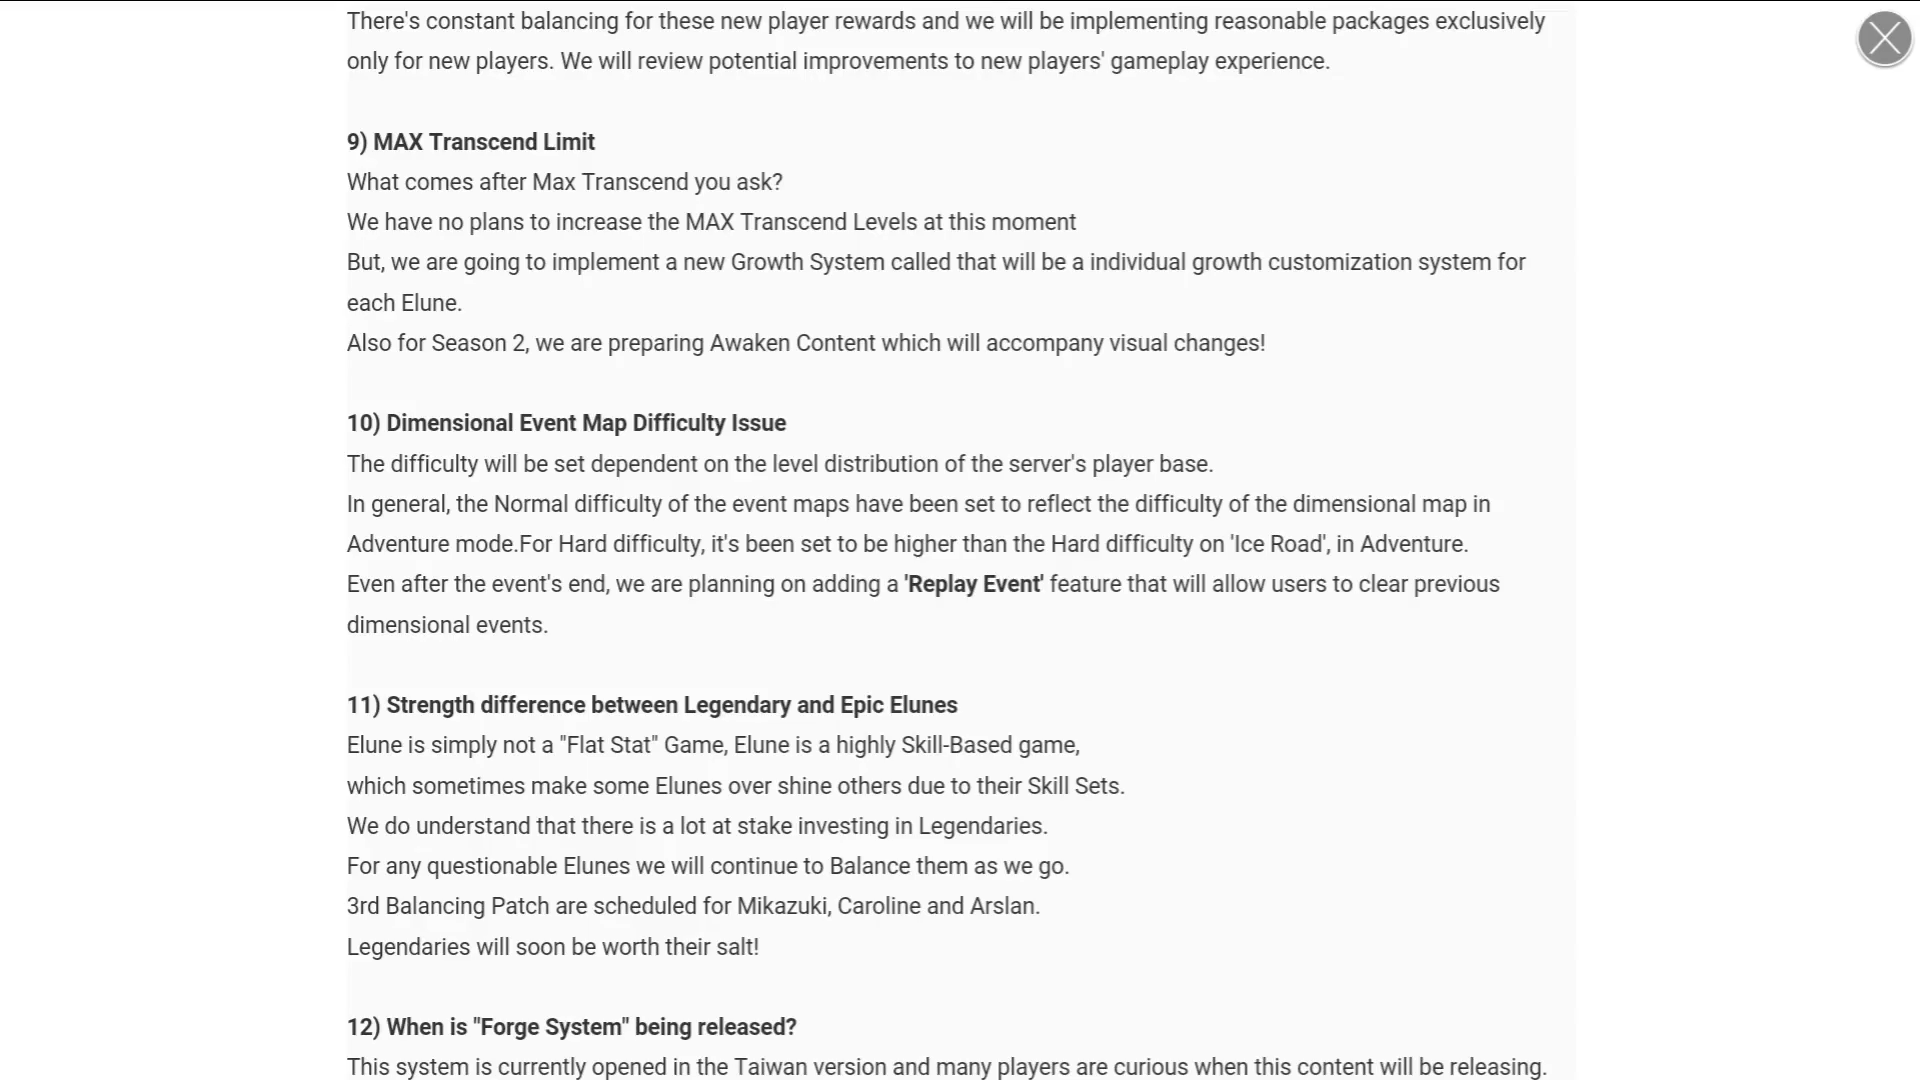 There's constant balancing for these new player rewards and we will be implementing reasonable packages exclusively
only for new players. We will review potential improvements to new players' gameplay experience.
9) MAX Transcend Limit
What comes after Max Transcend you ask?
We have no plans to increase the MAX Transcend Levels at this moment
But, we are going to implement a new Growth System called that will be a individual growth customization system for
each Elune.
Also for Season 2, we are preparing Awaken Content which will accompany visual changes!
10) Dimensional Event Map Difficulty Issue
The difficulty will be set dependent on the level distribution of the server's player base.
In general, the Normal difficulty of the event maps have been set to reflect the difficulty of the dimensional map in
Adventure mode.For Hard difficulty, it's been set to be higher than the Hard difficulty on 'Ice Road', in Adventure.
Even after the event's end, we are planning on adding a 'Replay Event' feature that will allow users to clear previous
dimensional events.
11) Strength difference between Legendary and Epic Elunes
Elune is simply not a "Flat Stat" Game, Elune is a highly Skill-Based game,
which sometimes make some Elunes over shine others due to their Skill Sets.
We do understand that there is a lot at stake investing in Legendaries.
For any questionable Elunes we will continue to Balance them as we go.
3rd Balancing Patch are scheduled for Mikazuki, Caroline and Arslan.
Legendaries will soon be worth their salt!
12) When is "Forge System" being released?
This system is currently opened in the Taiwan version and many players are curious when this content will be releasing.